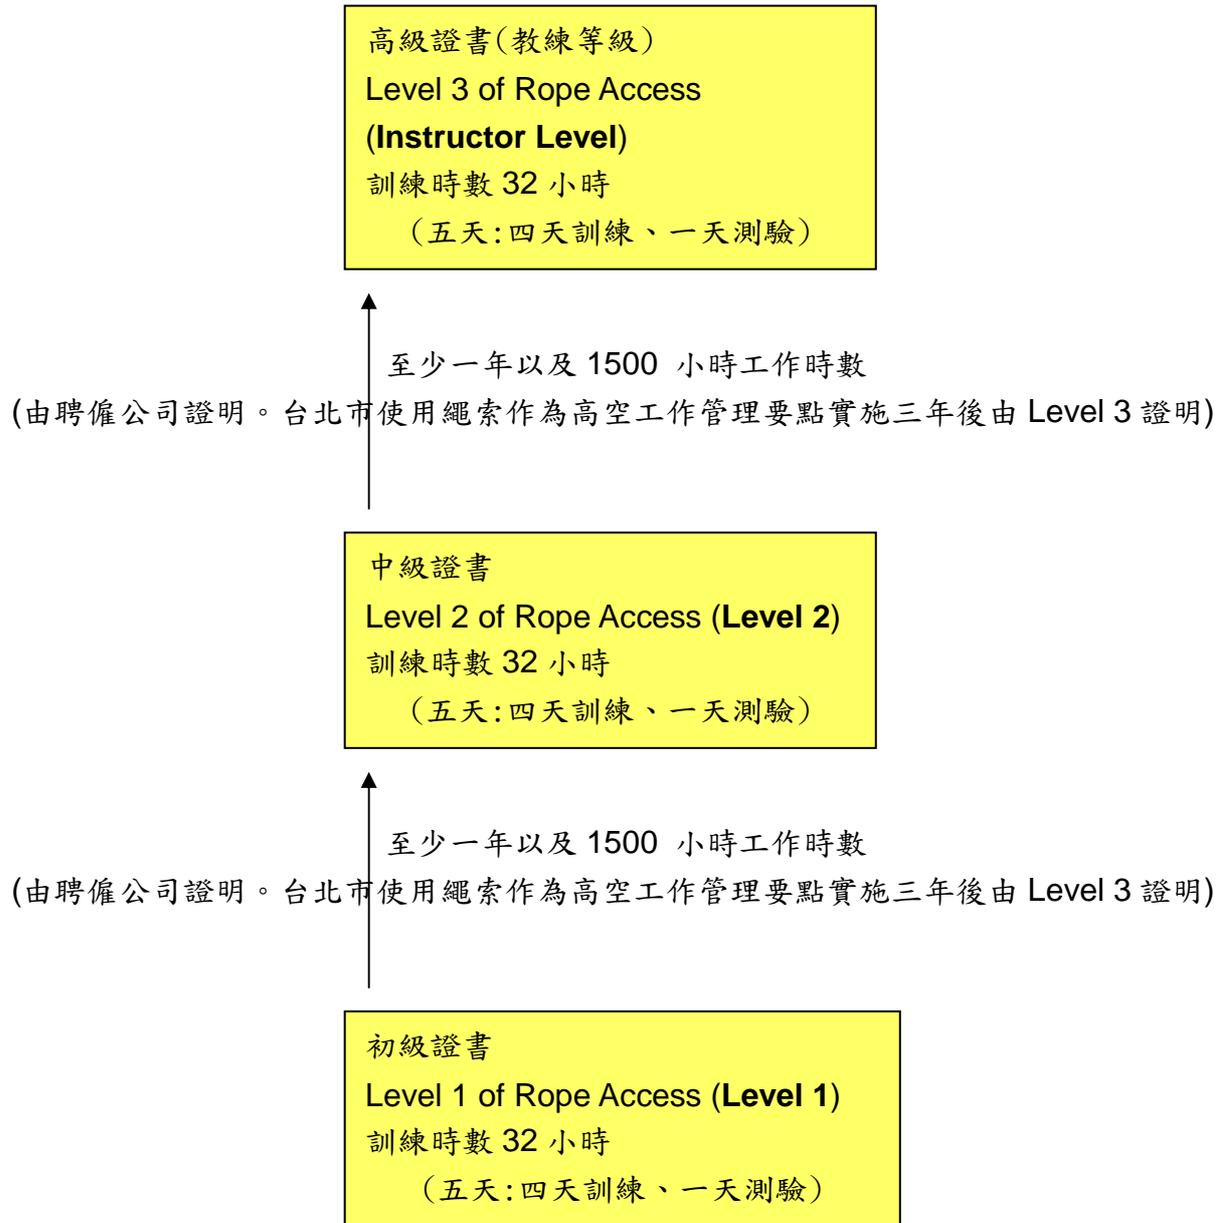 高級證書(教練等級)
Level 3 of Rope Access
(Instructor Level)
訓練時數 32 小時
(五天:四天訓練、一天測驗)
至少一年以及 1500 小時工作時數
(由聘僱公司證明。台北市使用繩索作為高空工作管理要點實施三年後由 Level 3 證明)
中級證書
Level 2 of Rope Access (Level 2)
訓練時數 32 小時
(五天:四天訓練、一天測驗)
至少一年以及 1500 小時工作時數
(由聘僱公司證明。台北市使用繩索作為高空工作管理要點實施三年後由 Level 3 證明)
初級證書
Level 1 of Rope Access (Level 1)
訓練時數 32 小時
(五天:四天訓練、一天測驗)